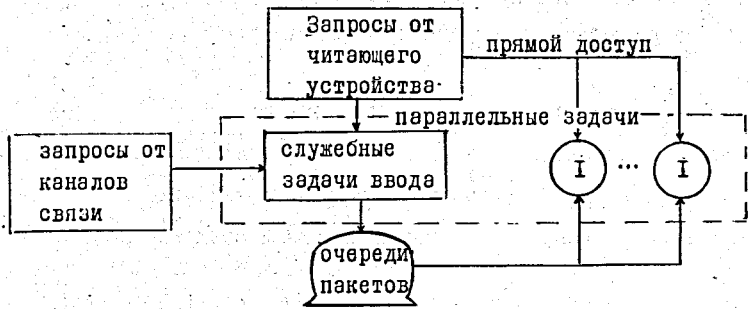 Запросы от
читающего
устройства
прямой доступ
параллельные задачи
запросы от
каналов
связи
служебные
задачи ввода
I ... I
очереди
пакетов